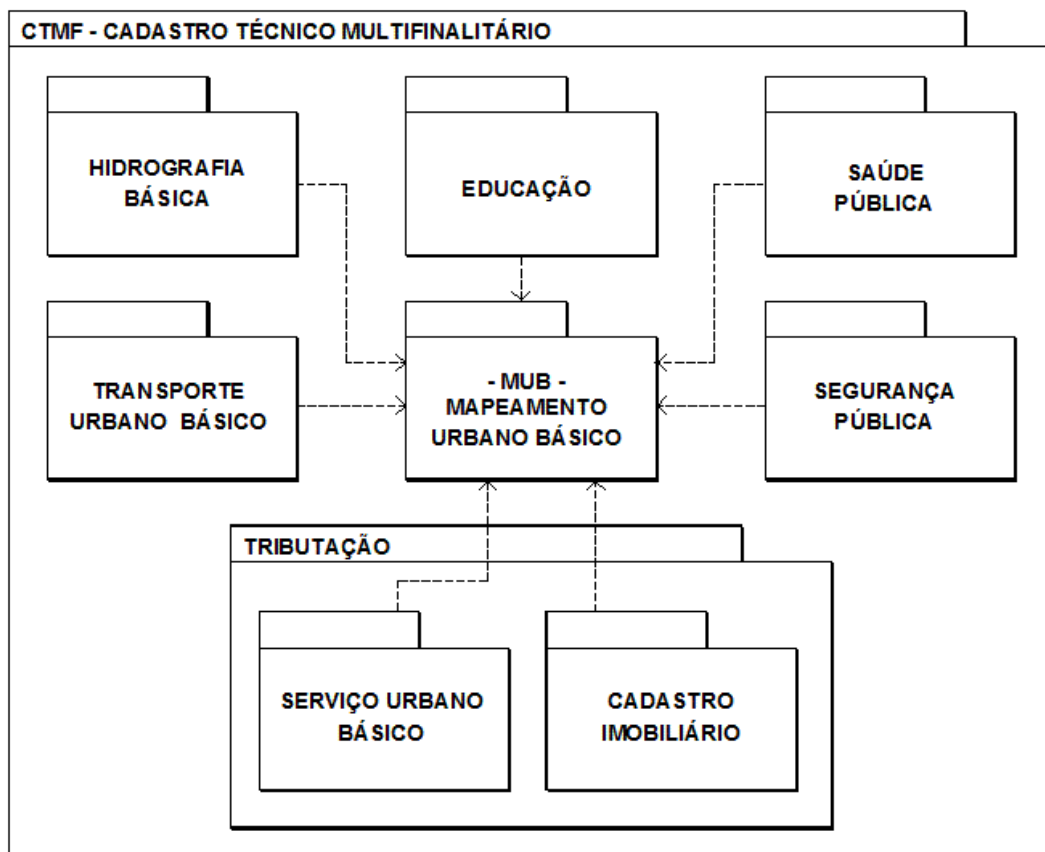 CTMF - CADASTRO TÉCNICO MULTIFINALITÁRIO
HIDROGRAFIA
BÁSICA
EDUCAÇÃO
SAÚDE
PÚBLICA
TRANSPORTE
URBANO BÁSICO
- MUB -
MAPEAMENTO
URBANO BÁSICO
SEGURANÇA
PÚBLICA
TRIBUTAÇÃO
SERVIÇO URBANO
BÁSICO
CADASTRO
IMOBILIÁRIO